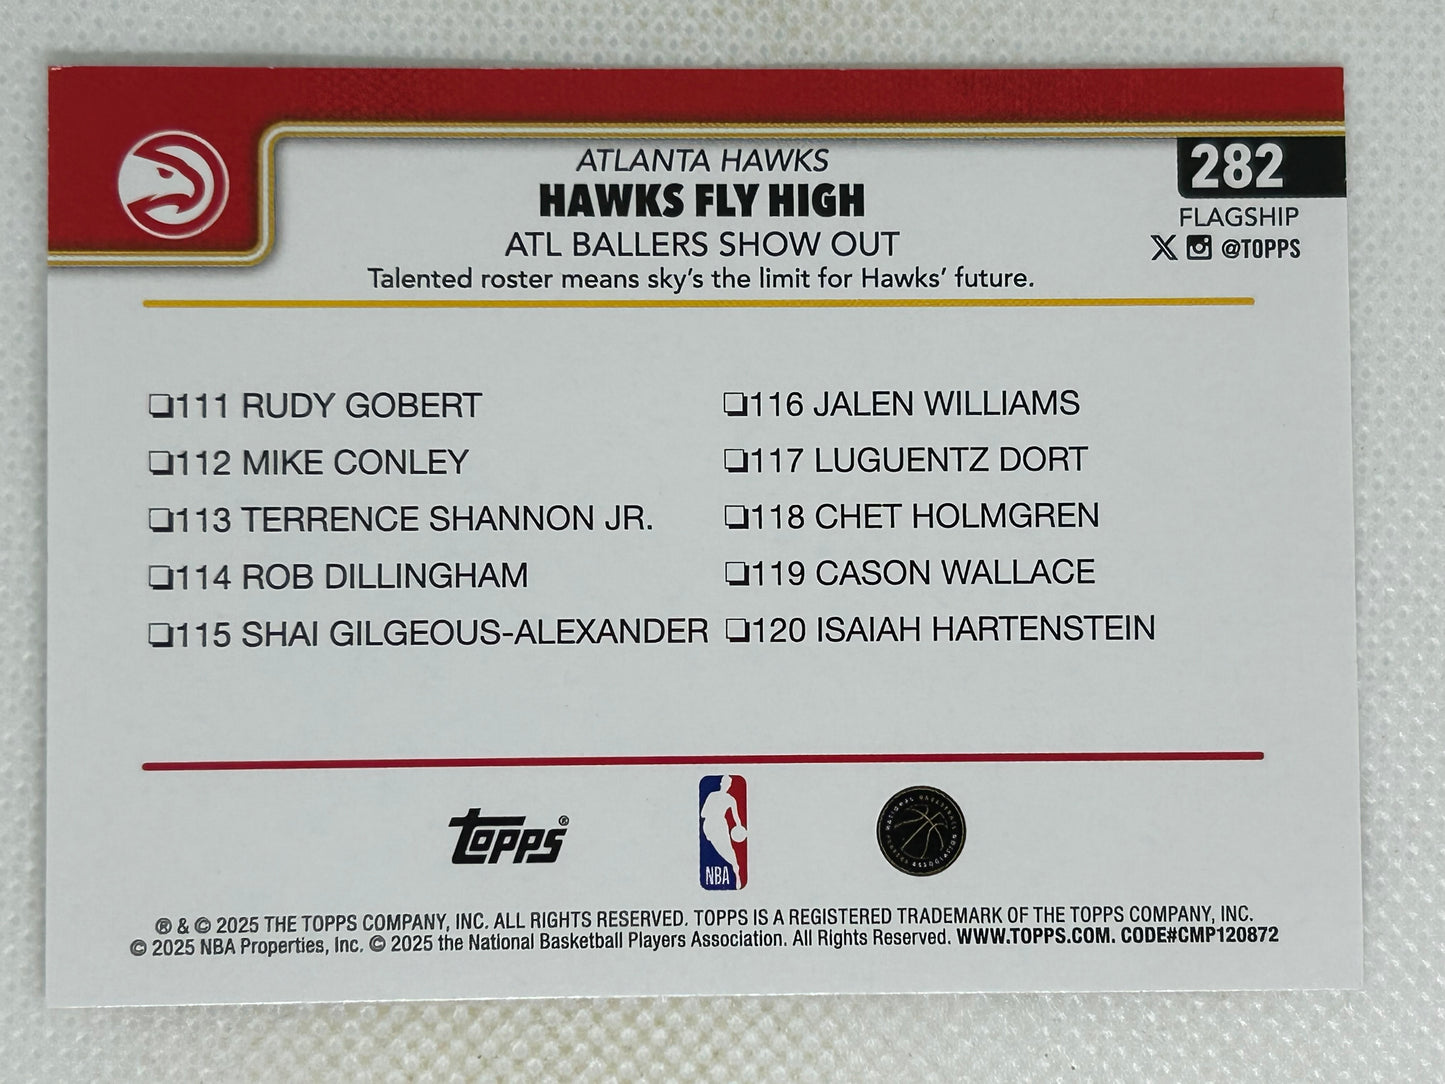 ATLANTA HAWKS
HAWKS FLY HIGH
ATL BALLERS SHOW OUT
Talented roster means sky's the limit for Hawks' future.
282
FLAGSHIP
@TOPPS
❏111 RUDY GOBERT
❏112 MIKE CONLEY
❏113 TERRENCE SHANNON JR.
❏114 ROB DILLINGHAM
❏115 SHAI GILGEOUS-ALEXANDER
❏116 JALEN WILLIAMS
❏117 LUGUENTZ DORT
❏118 CHET HOLMGREN
❏119 CASON WALLACE
❏120 ISAIAH HARTENSTEIN
Topps®
NBA
NATIONAL BASKETBALL PLAYERS ASSOCIATION
® & © 2025 THE TOPPS COMPANY, INC. ALL RIGHTS RESERVED. TOPPS IS A REGISTERED TRADEMARK OF THE TOPPS COMPANY, INC.
© 2025 NBA Properties, Inc. © 2025 the National Basketball Players Association. All Rights Reserved. WWW.TOPPS.COM. CODE#CMP120872